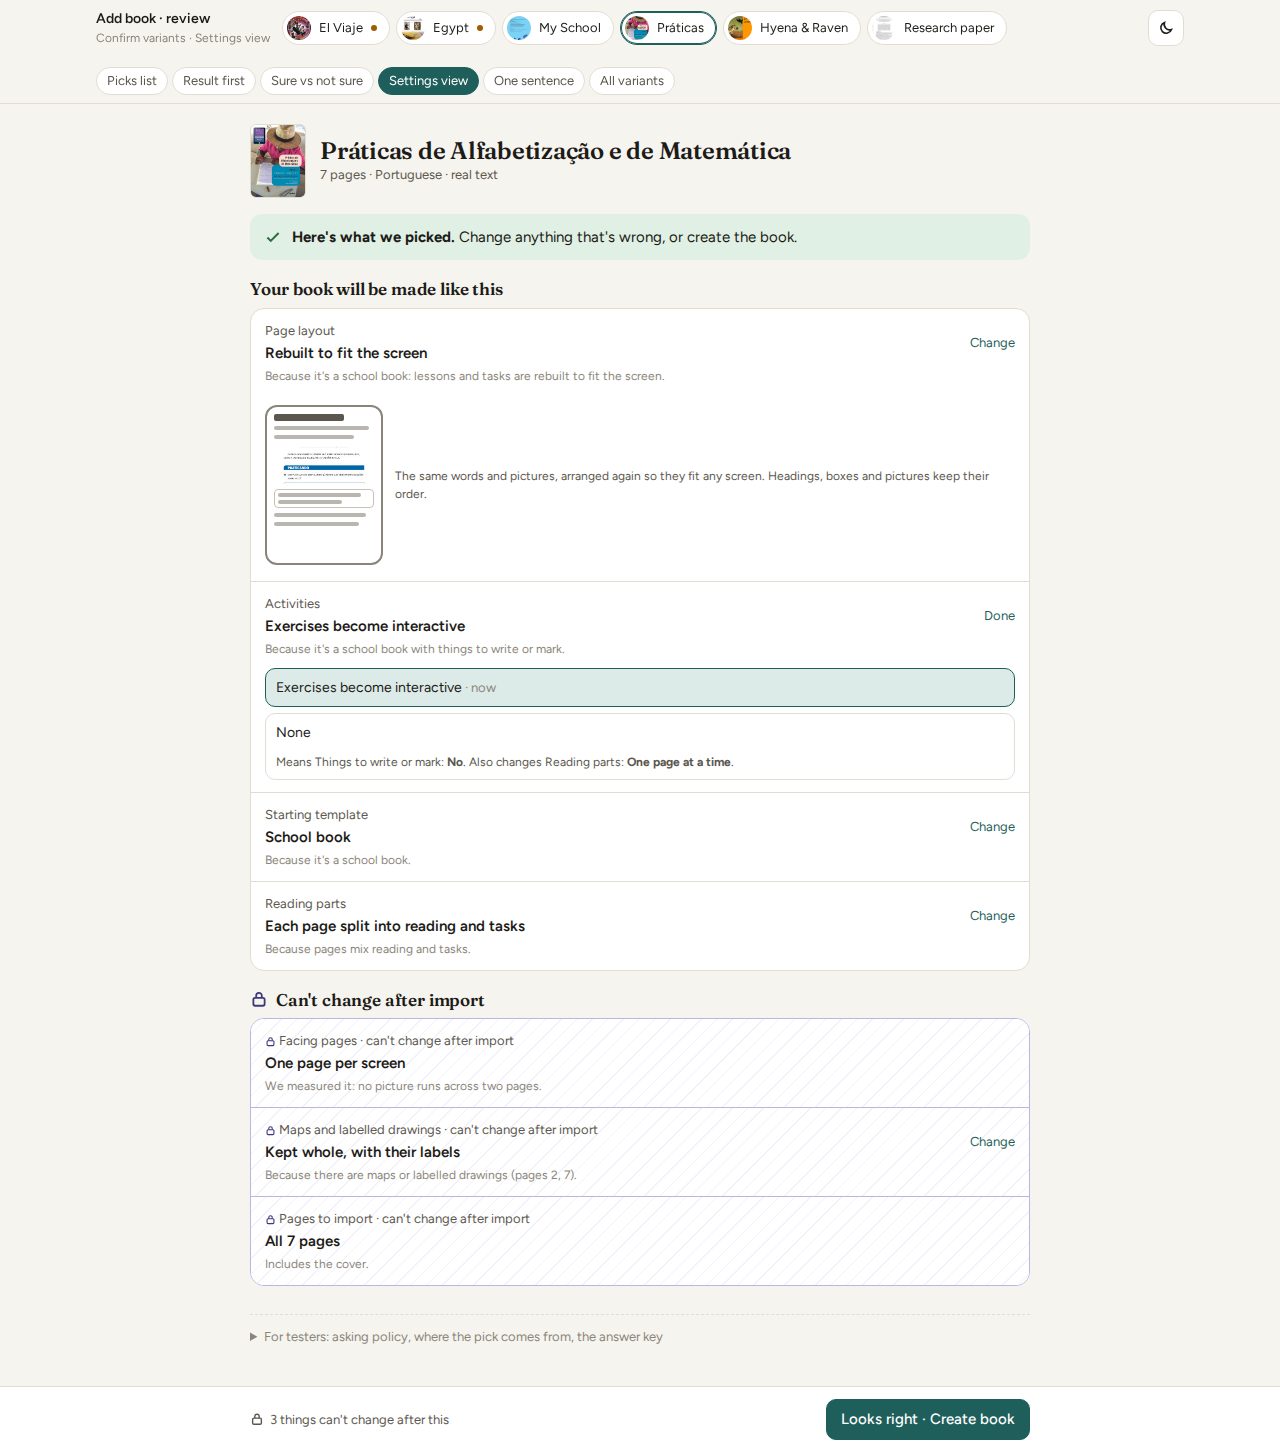 Add book · review
Confirm variants · Settings view
El Viaje
Egypt
My School
Práticas
Hyena & Raven
Research paper
Picks list
Result first
Sure vs not sure
Settings view
One sentence
All variants
Práticas de Alfabetização e de Matemática
7 pages · Portuguese · real text
Here's what we picked. Change anything that's wrong, or create the book.
Your book will be made like this
Page layout
Rebuilt to fit the screen
Change
Because it's a school book: lessons and tasks are rebuilt to fit the screen.
PRATICANDO
The same words and pictures, arranged again so they fit any screen. Headings, boxes and pictures keep their
order.
Activities
Exercises become interactive
Done
Because it's a school book with things to write or mark.
Exercises become interactive · now
None
Means Things to write or mark: No. Also changes Reading parts: One page at a time.
Starting template
School book
Change
Because it's a school book.
Reading parts
Each page split into reading and tasks
Change
Because pages mix reading and tasks.
Can't change after import
Facing pages · can't change after import
One page per screen
We measured it: no picture runs across two pages.
Maps and labelled drawings · can't change after import
Kept whole, with their labels
Change
Because there are maps or labelled drawings (pages 2, 7).
Pages to import · can't change after import
All 7 pages
Includes the cover.
For testers: asking policy, where the pick comes from, the answer key
3 things can't change after this
Looks right · Create book